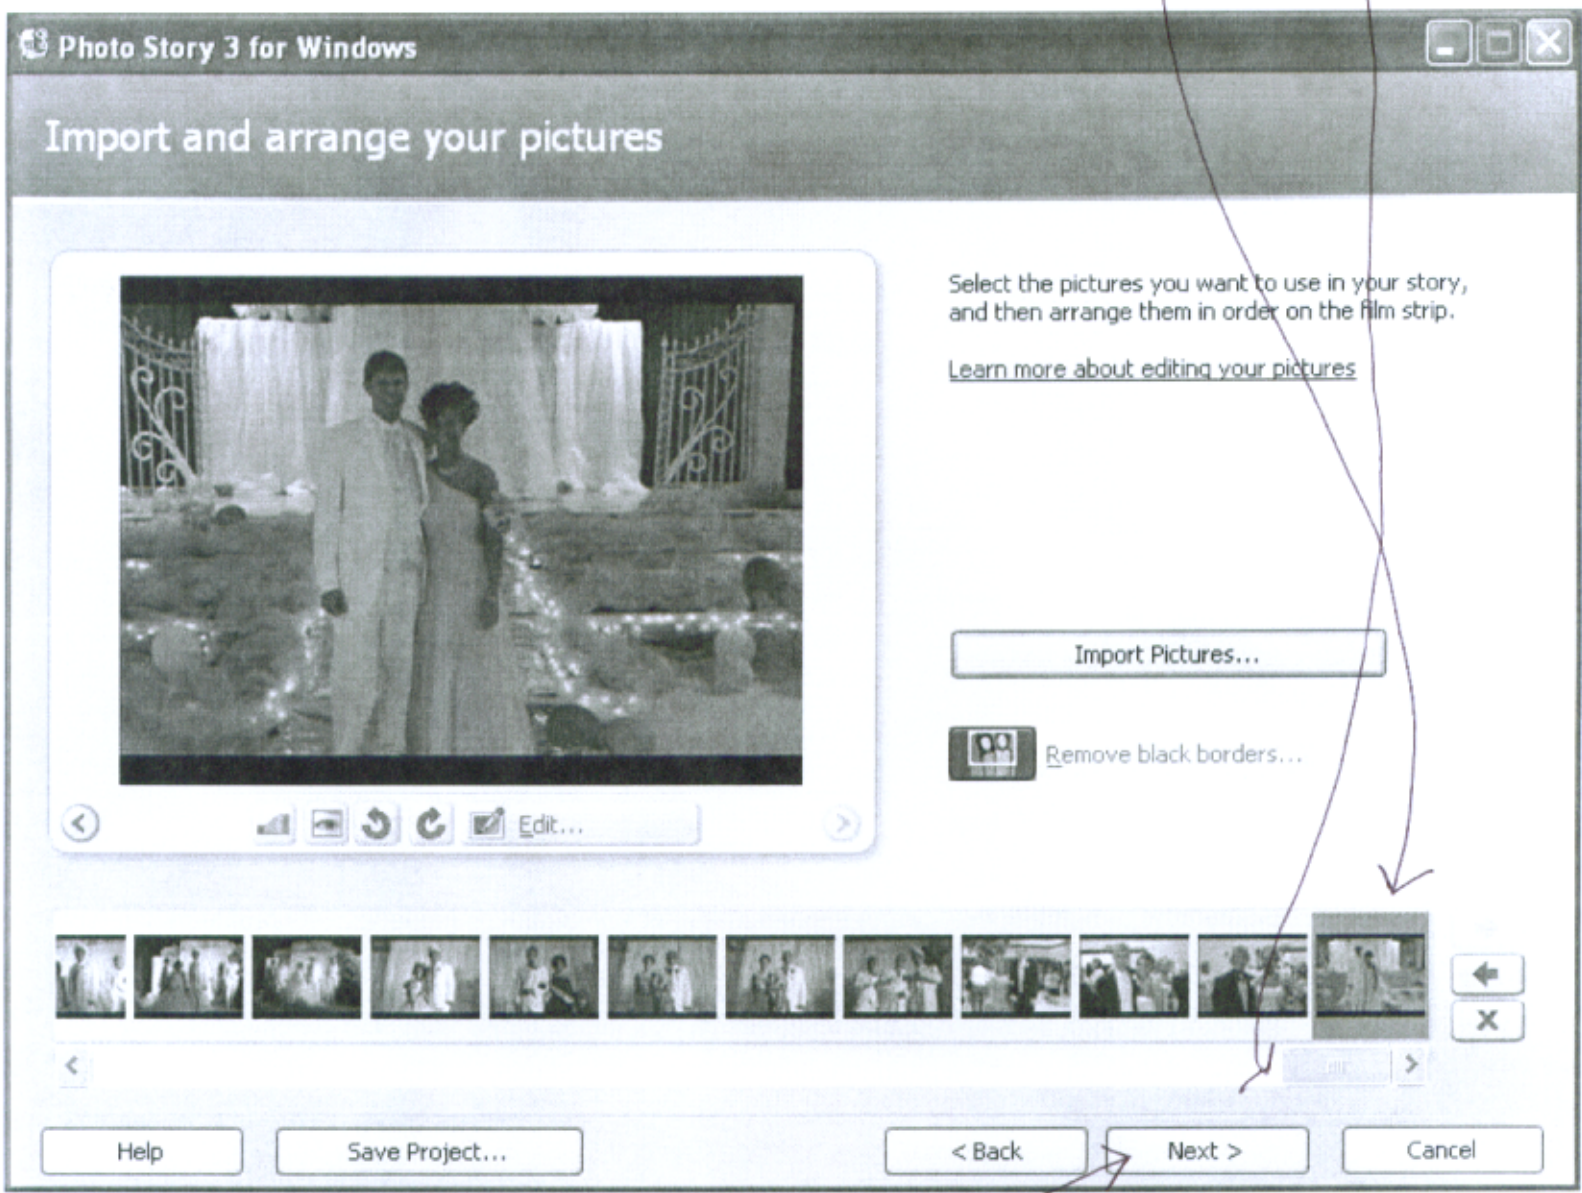 Photo Story 3 for Windows
Import and arrange your pictures
Select the pictures you want to use in your story,
and then arrange them in order on the film strip.
Learn more about editing your pictures
Import Pictures...
Remove black borders...
Edit...
Help
Save Project...
< Back
Next >
Cancel